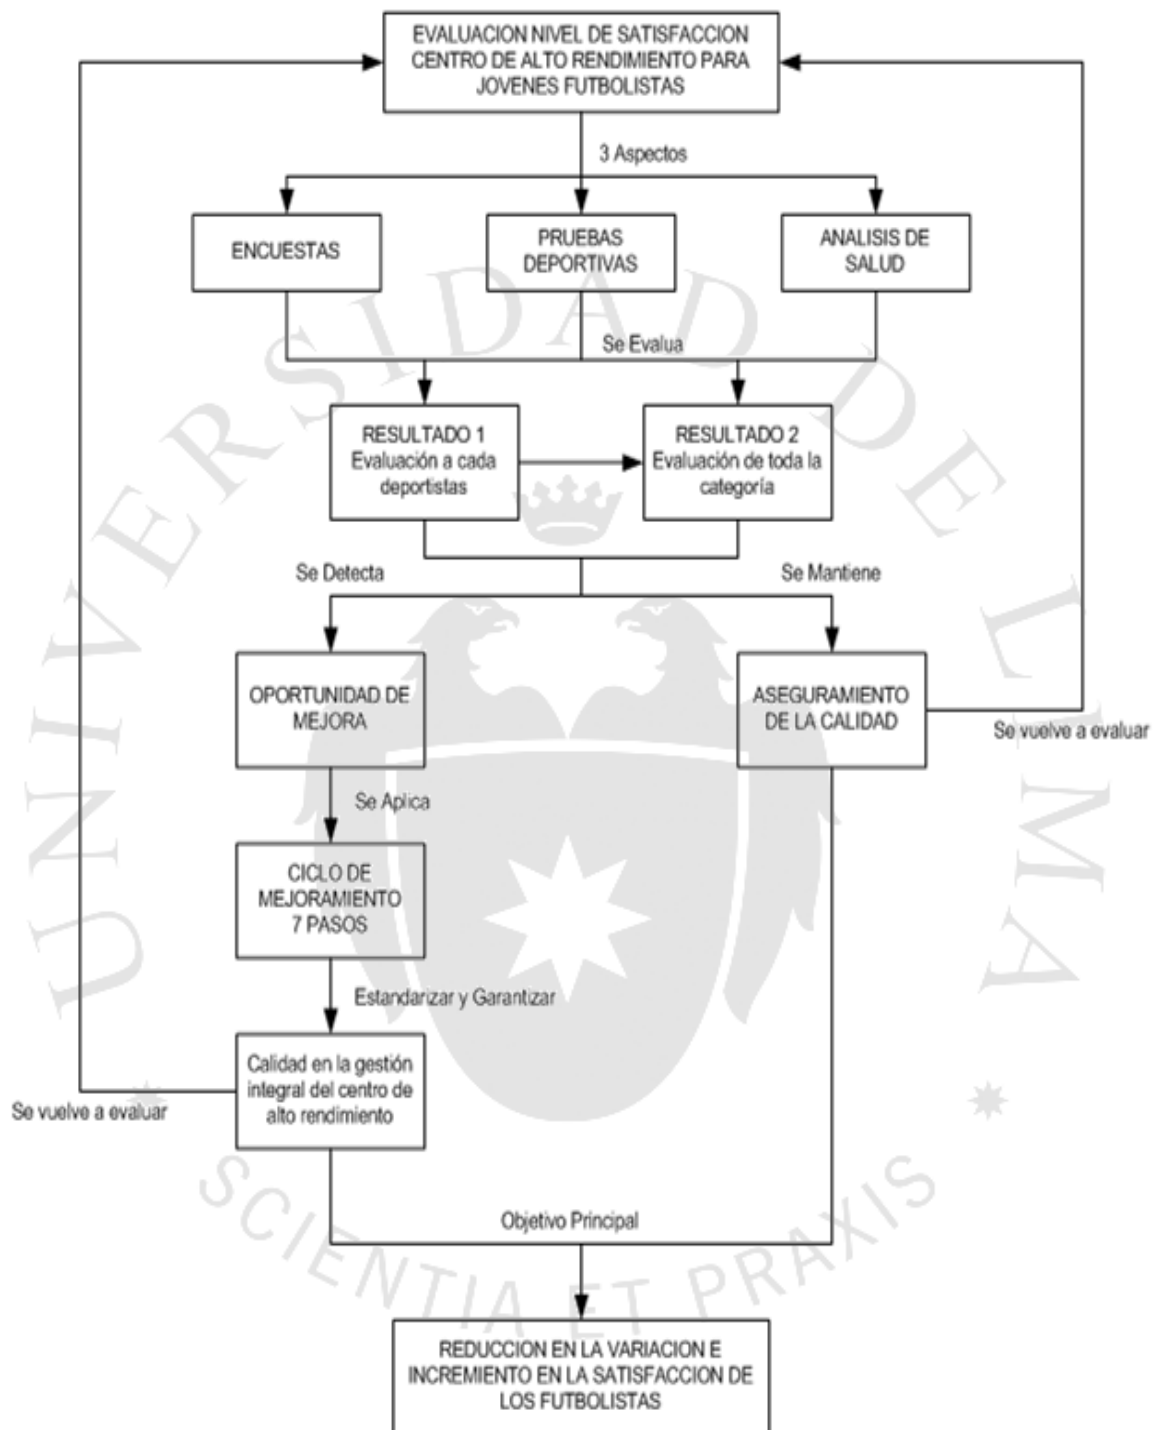 EVALUACION NIVEL DE SATISFACCION
CENTRO DE ALTO RENDIMIENTO PARA
JOVENES FUTBOLISTAS
3 Aspectos
ENCUESTAS
PRUEBAS
DEPORTIVAS
ANALISIS DE
SALUD
Se Evalua
RESULTADO 1
Evaluación a cada
deportistas
RESULTADO 2
Evaluación de toda la
categoría
Se Detecta
Se Mantiene
OPORTUNIDAD DE
MEJORA
ASEGURAMIENTO
DE LA CALIDAD
Se vuelve a evaluar
Se Aplica
CICLO DE
MEJORAMIENTO
7 PASOS
Estandarizar y Garantizar
Calidad en la gestión
integral del centro de
alto rendimiento
Se vuelve a evaluar
Objetivo Principal
REDUCCION EN LA VARIACION E
INCREMIENTO EN LA SATISFACCION DE
LOS FUTBOLISTAS
UNIVERSIDAD DE LIMA
SCIENTIA ET PRAXIS